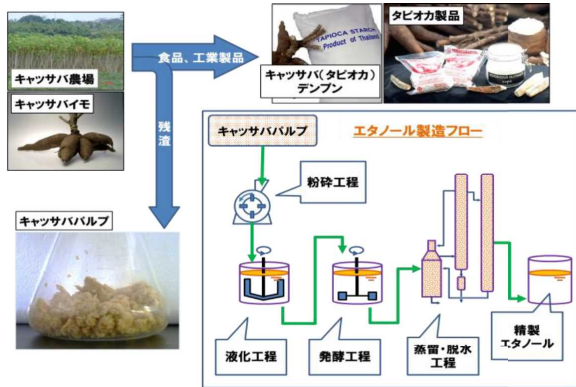 キャッサバ農場
キャッサバイモ
食品、工業製品
残渣
TAPIOCA STARCH
Product of Thailand
キャッサバ(タピオカ)
デンプン
タピオカ製品
キャッサバパルプ
キャッサバパルプ
エタノール製造フロー
粉砕工程
液化工程
発酵工程
蒸留・脱水
工程
精製
エタノール